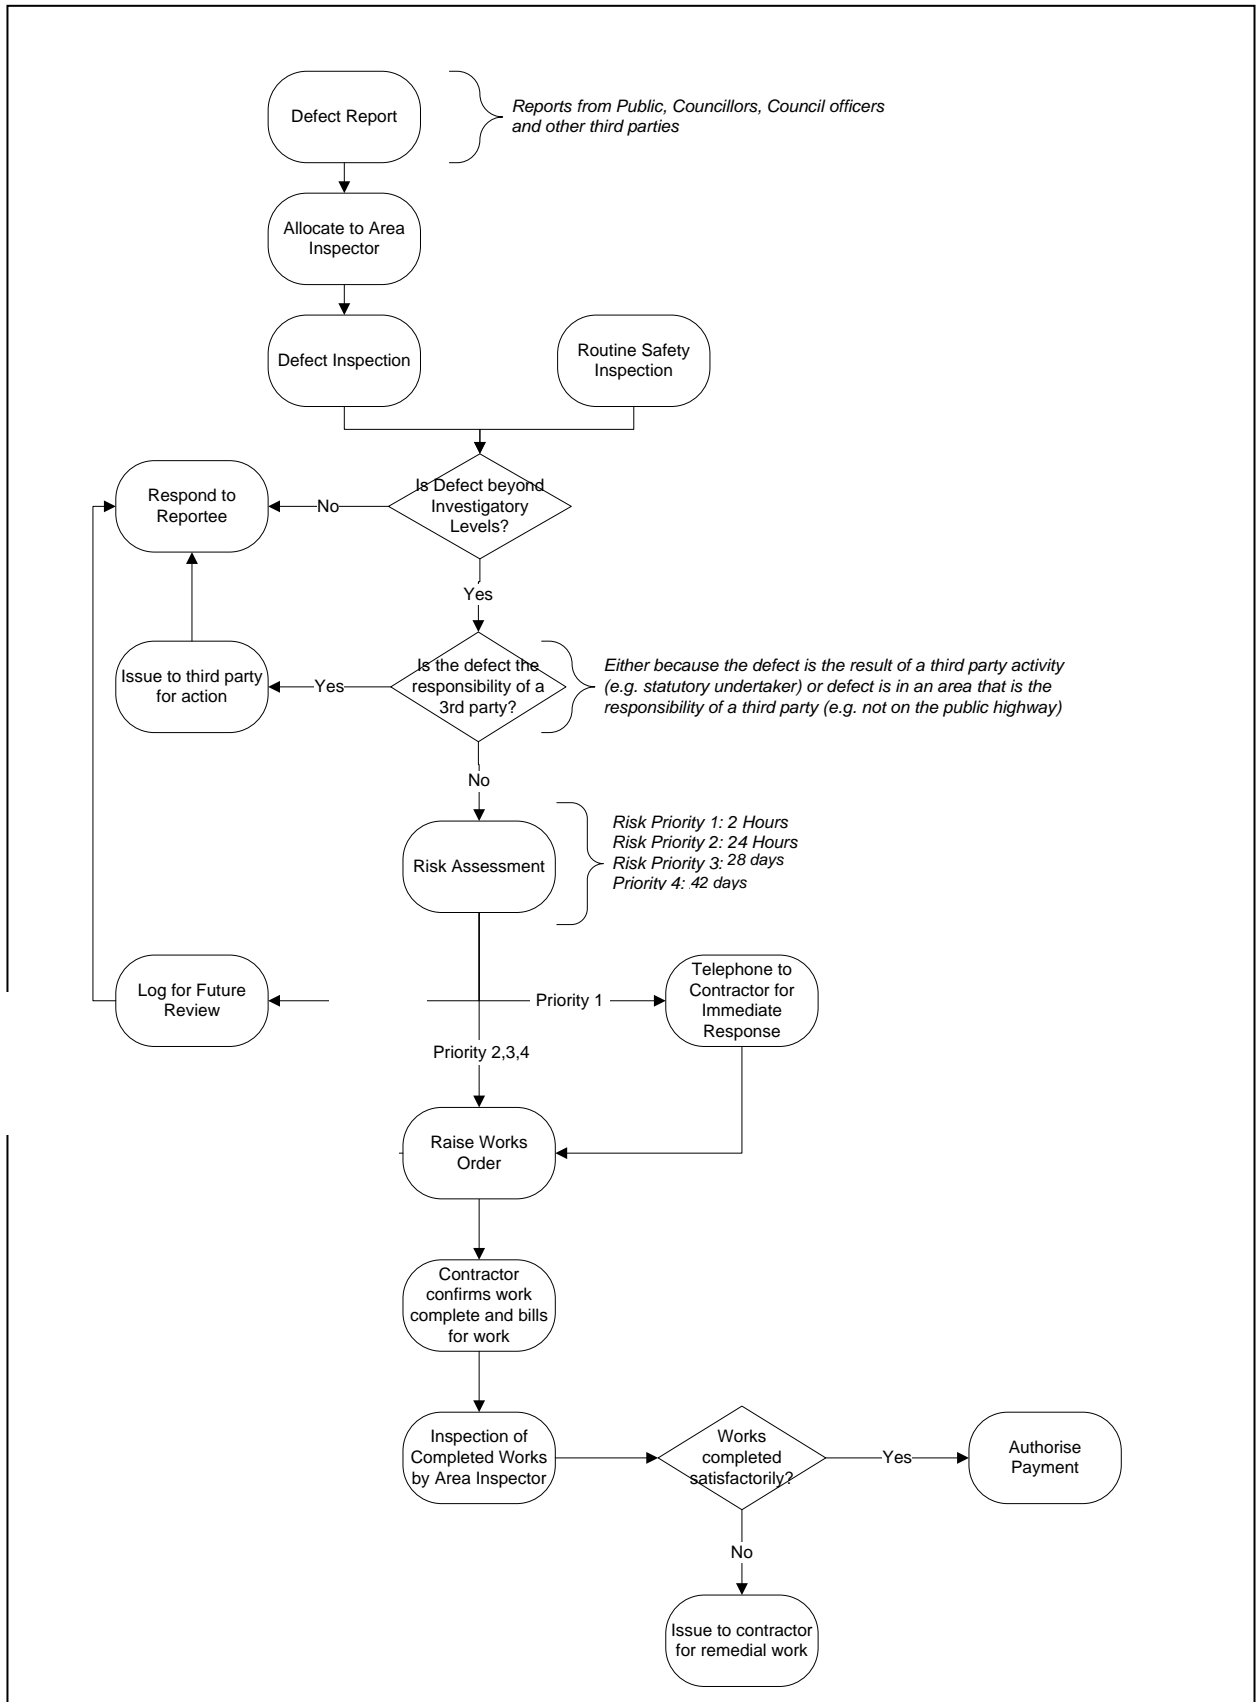 Defect Report
Reports from Public, Councillors, Council officers
and other third parties
Allocate to Area
Inspector
Defect Inspection
Routine Safety
Inspection
Is Defect beyond
Investigatory
Levels?
No
Respond to
Reportee
Yes
Is the defect the
responsibility of a
3rd party?
Yes
Issue to third party
for action
Either because the defect is the result of a third party activity
(e.g. statutory undertaker) or defect is in an area that is the
responsibility of a third party (e.g. not on the public highway)
No
Risk Assessment
Risk Priority 1: 2 Hours
Risk Priority 2: 24 Hours
Risk Priority 3: 28 days
Priority 4: 42 days
Log for Future
Review
Priority 1
Telephone to
Contractor for
Immediate
Response
Priority 2,3,4
Raise Works
Order
Contractor
confirms work
complete and bills
for work
Inspection of
Completed Works
by Area Inspector
Works
completed
satisfactorily?
Yes
Authorise
Payment
No
Issue to contractor
for remedial work